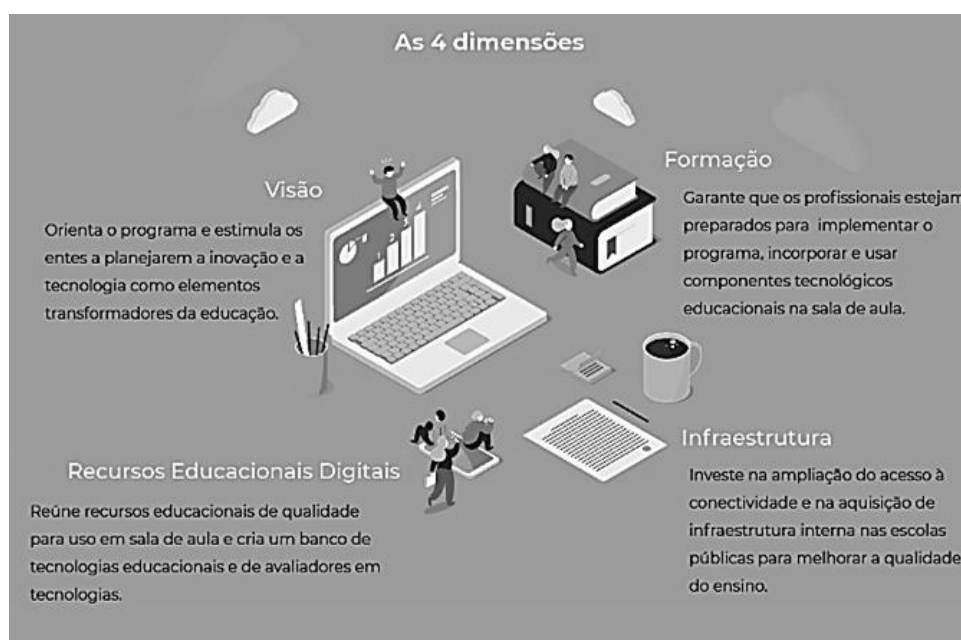 As 4 dimensões
Visão
Orienta o programa e estimula os
entes a planejarem a inovação e a
tecnologia como elementos
transformadores da educação.
Formação
Garante que os profissionais estejam
preparados para implementar o
programa, incorporar e usar
componentes tecnológicos
educacionais na sala de aula.
Recursos Educacionais Digitais
Reúne recursos educacionais de qualidade
para uso em sala de aula e cria um banco de
tecnologias educacionais e de avaliadores em
tecnologias.
Infraestrutura
Investe na ampliação do acesso à
conectividade e na aquisição de
infraestrutura interna nas escolas
públicas para melhorar a qualidade
do ensino.